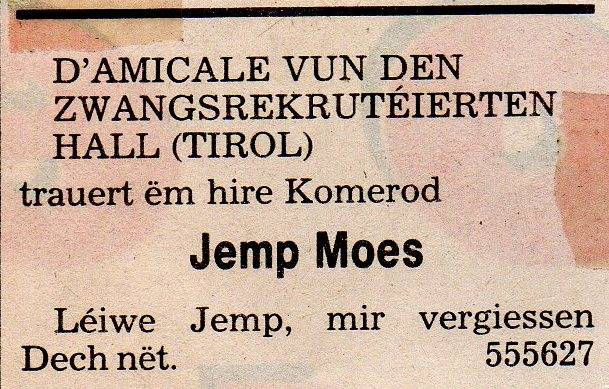 D'AMICALE VUN DEN
ZWANGSREKRUTÉIERTEN
HALL (TIROL)
trauert ëm hire Komerod
Jemp Moes
Léiwe Jemp, mir vergiessen
Dech nët. 555627